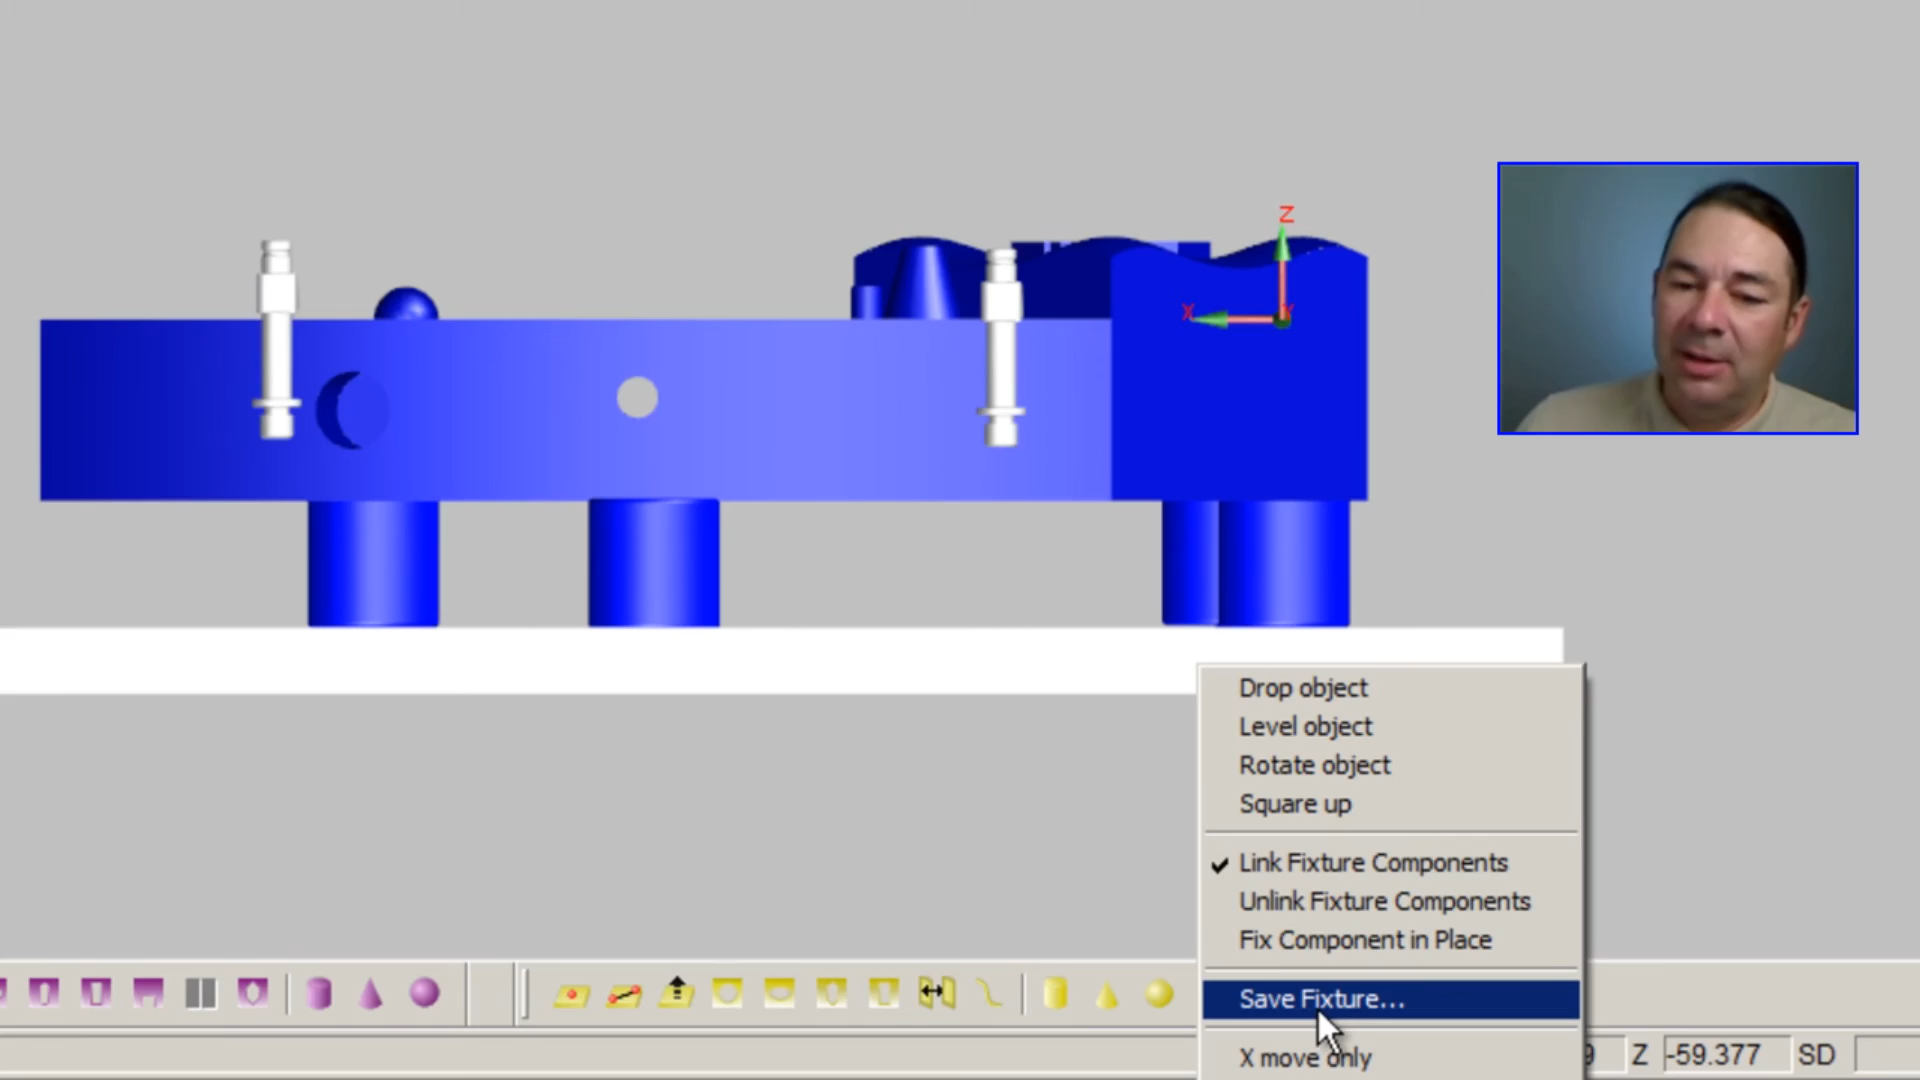 Z
X
Drop object
Level object
Rotate object
Square up
Link Fixture Components
Unlink Fixture Components
Fix Component in Place
Save Fixture...
X move only
9 Z -59.377 SD